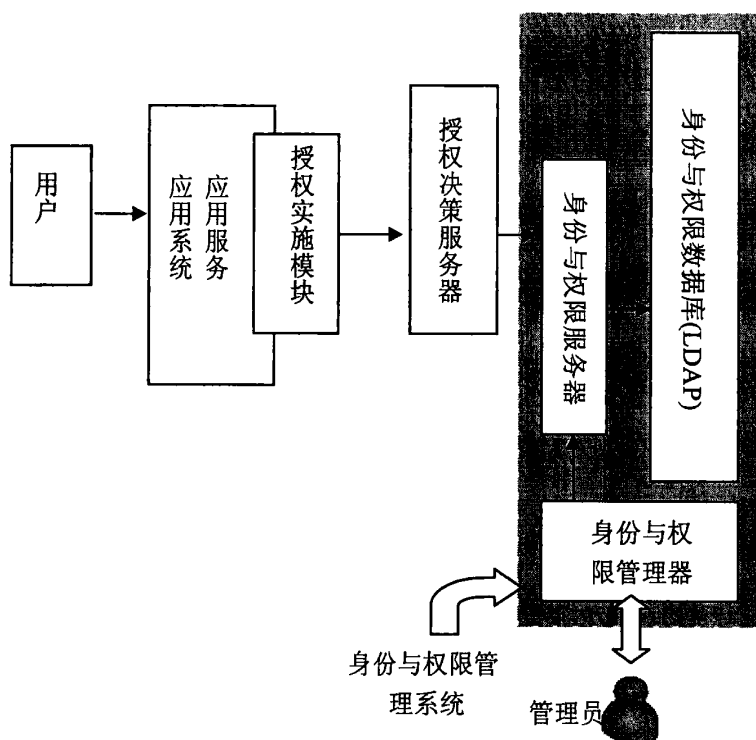 用户
应用系统
应用服务
授权实施模块
授权决策服务器
身份与权限服务器
身份与权限数据库(LDAP)
身份与权
限管理器
身份与权限管
理系统
管理员